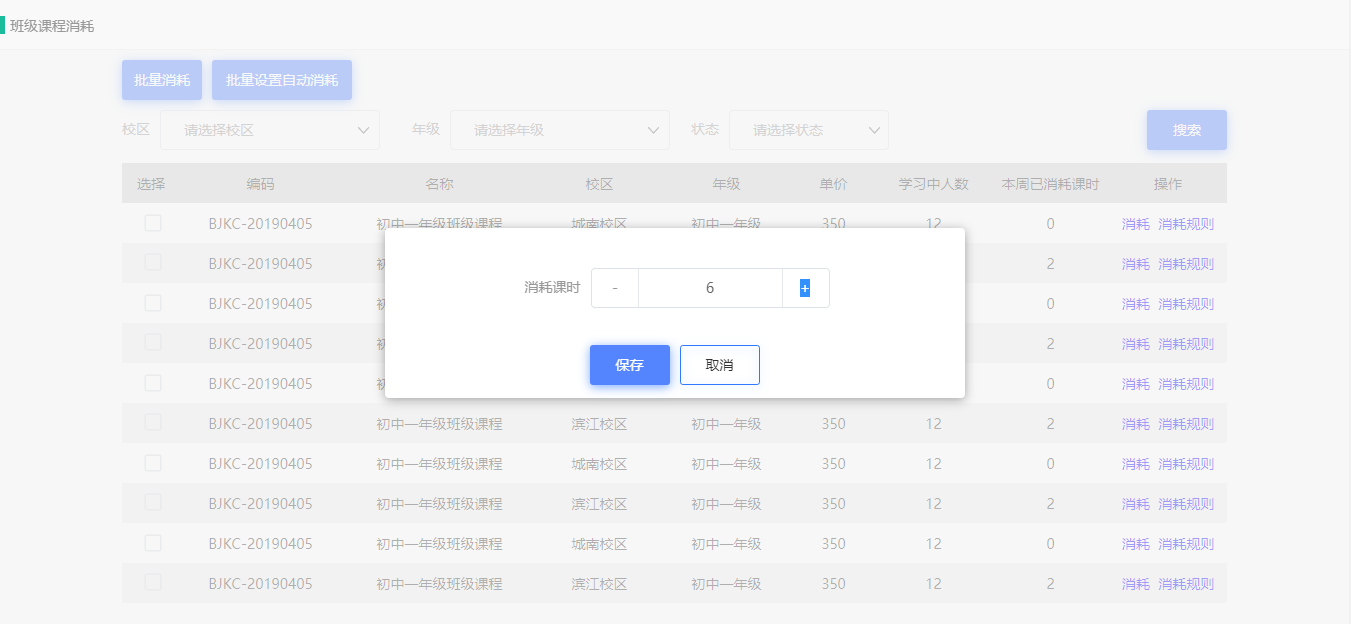 班级课程消耗
批量消耗 批量设置自动消耗
校区 请选择校区 年级 请选择年级 状态 请选择状态 搜索
选择 编码 名称 校区 年级 单价 学习中人数 本周已消耗课时 操作
BJKC-20190405 初中一年级班级课程 城南校区 初中一年级 350 12 0 消耗 消耗规则
BJKC-20190405 初 2 消耗 消耗规则
BJKC-20190405 初 0 消耗 消耗规则
BJKC-20190405 初 2 消耗 消耗规则
BJKC-20190405 初 0 消耗 消耗规则
消耗课时 - 6 +
保存 取消
BJKC-20190405 初中一年级班级课程 滨江校区 初中一年级 350 12 2 消耗 消耗规则
BJKC-20190405 初中一年级班级课程 城南校区 初中一年级 350 12 0 消耗 消耗规则
BJKC-20190405 初中一年级班级课程 滨江校区 初中一年级 350 12 2 消耗 消耗规则
BJKC-20190405 初中一年级班级课程 城南校区 初中一年级 350 12 0 消耗 消耗规则
BJKC-20190405 初中一年级班级课程 滨江校区 初中一年级 350 12 2 消耗 消耗规则